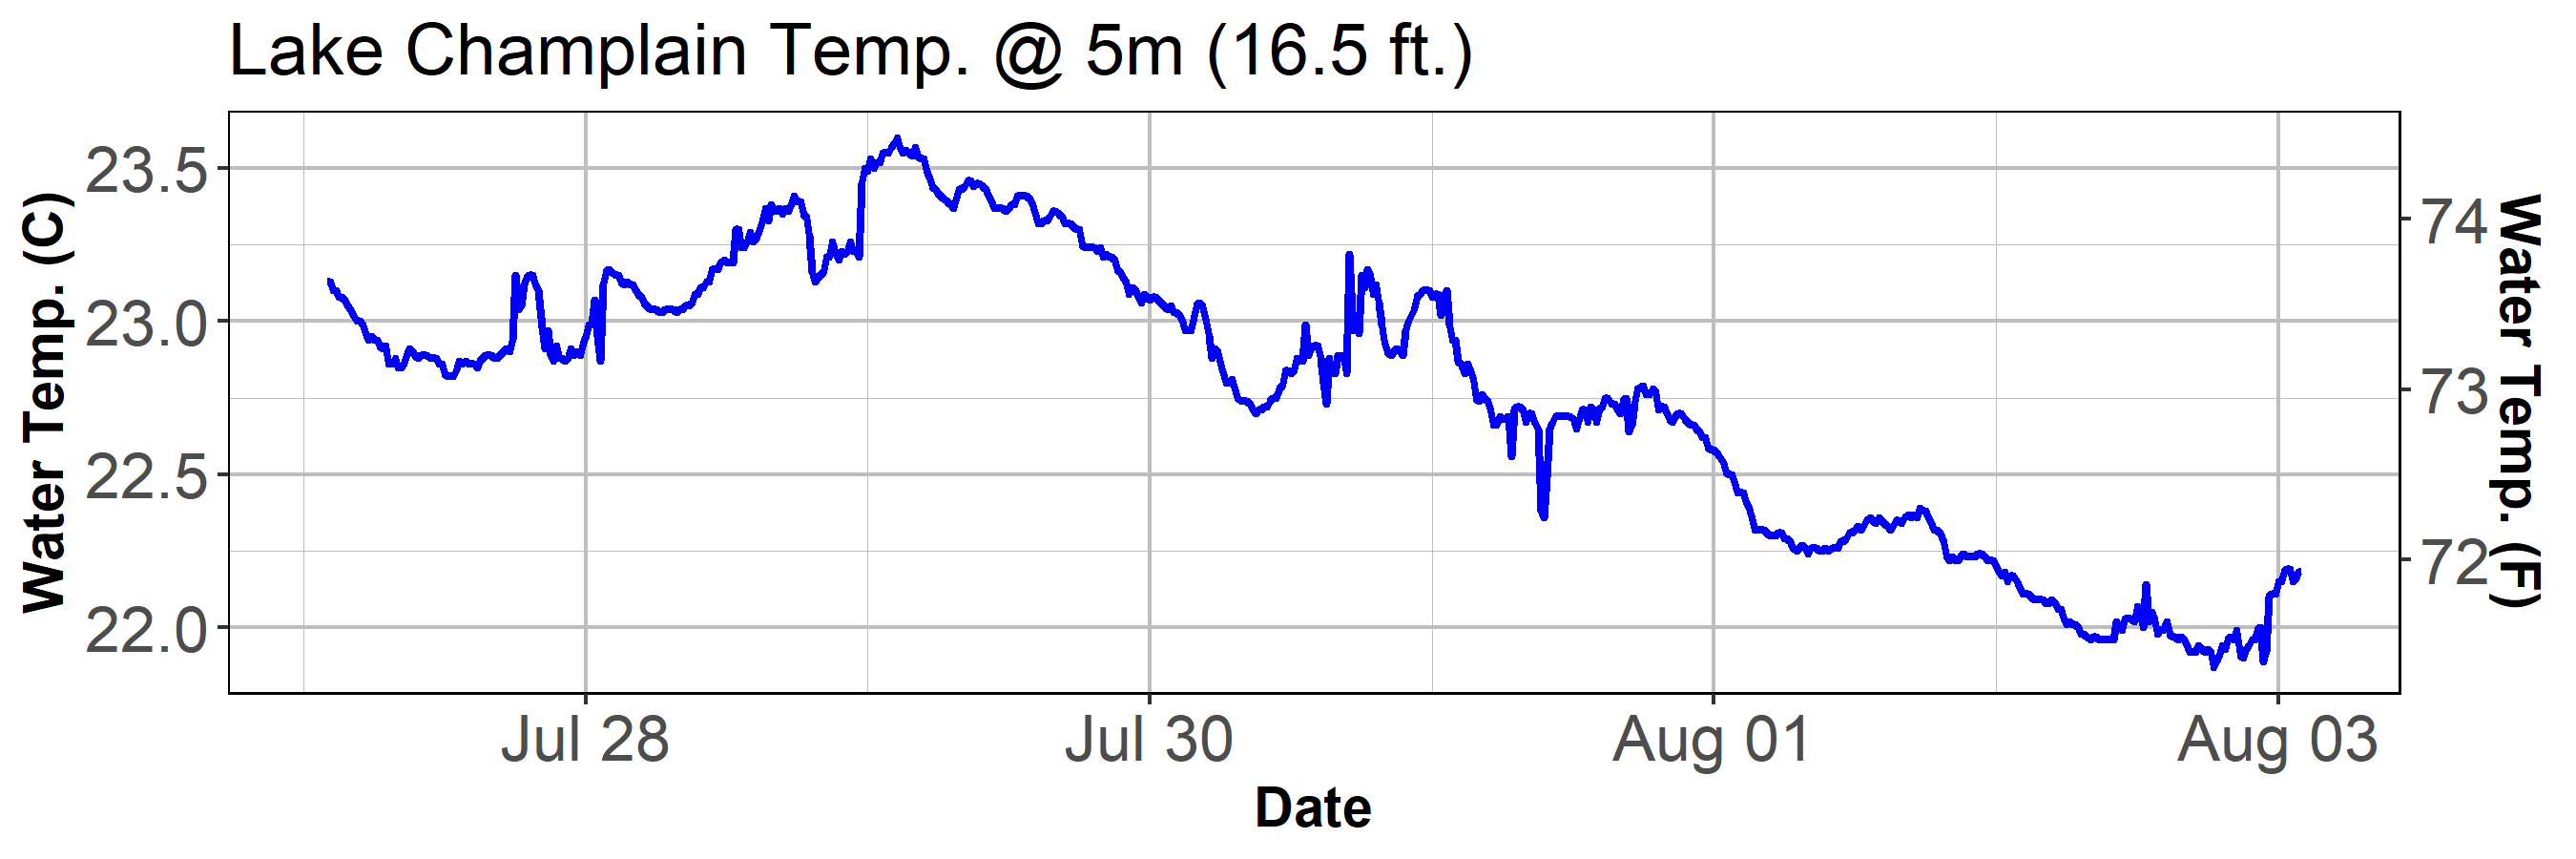 Lake Champlain Temp. @ 5m (16.5 ft.)
Water Temp. (C)
23.5
23.0
22.5
22.0
74
73
72
Water Temp. (F)
Jul 28
Jul 30
Aug 01
Aug 03
Date